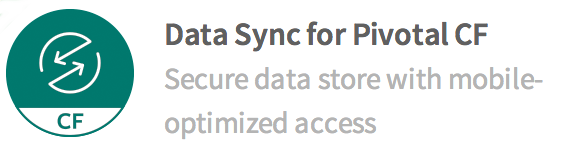 Data Sync for Pivotal CF
Secure data store with mobile-
optimized access
CF